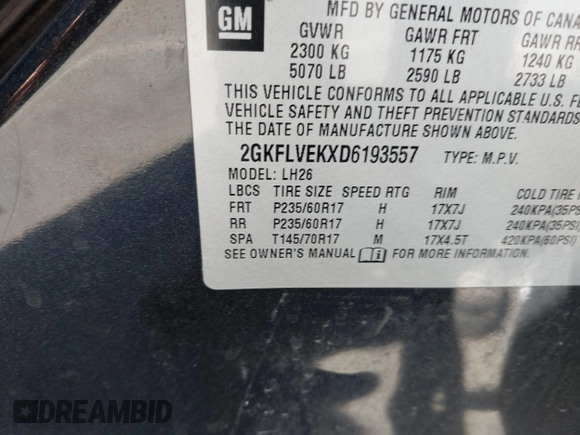 GM
MFD BY GENERAL MOTORS OF CANA
GVWR GAWR FRT GAWR RR
2300 KG 1175 KG 1240 KG
5070 LB 2590 LB 2733 LB
THIS VEHICLE CONFORMS TO ALL APPLICABLE U.S. F
VEHICLE SAFETY AND THEFT PREVENTION STA
THE DATE OF MANUFACTURE SHOWN ABOVE.
2GKFLVEKXD6193557 TYPE: M.P.V.
MODEL: LH26
LBCS TIRE SIZE SPEED RTG RIM COLD TIRE
FRT P235/60R17 H 17X7J 240KPA(35PS
RR P235/60R17 H 17X7J 240KPA(35PSI)
SPA T145/70R17 M 17X4.5T 420KPA(60PSI)
SEE OWNER'S MANUAL i FOR MORE INFORMATION.
DREAMBID